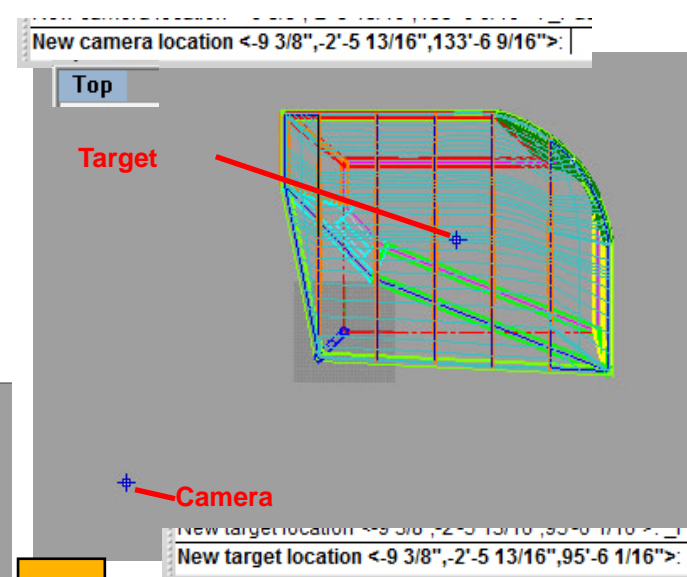 New camera location <-9 3/8",-2'-5 13/16",133'-6 9/16">:
Top
Target
Camera
New target location <-9 3/8",-2'-5 13/16",95'-6 1/16">: